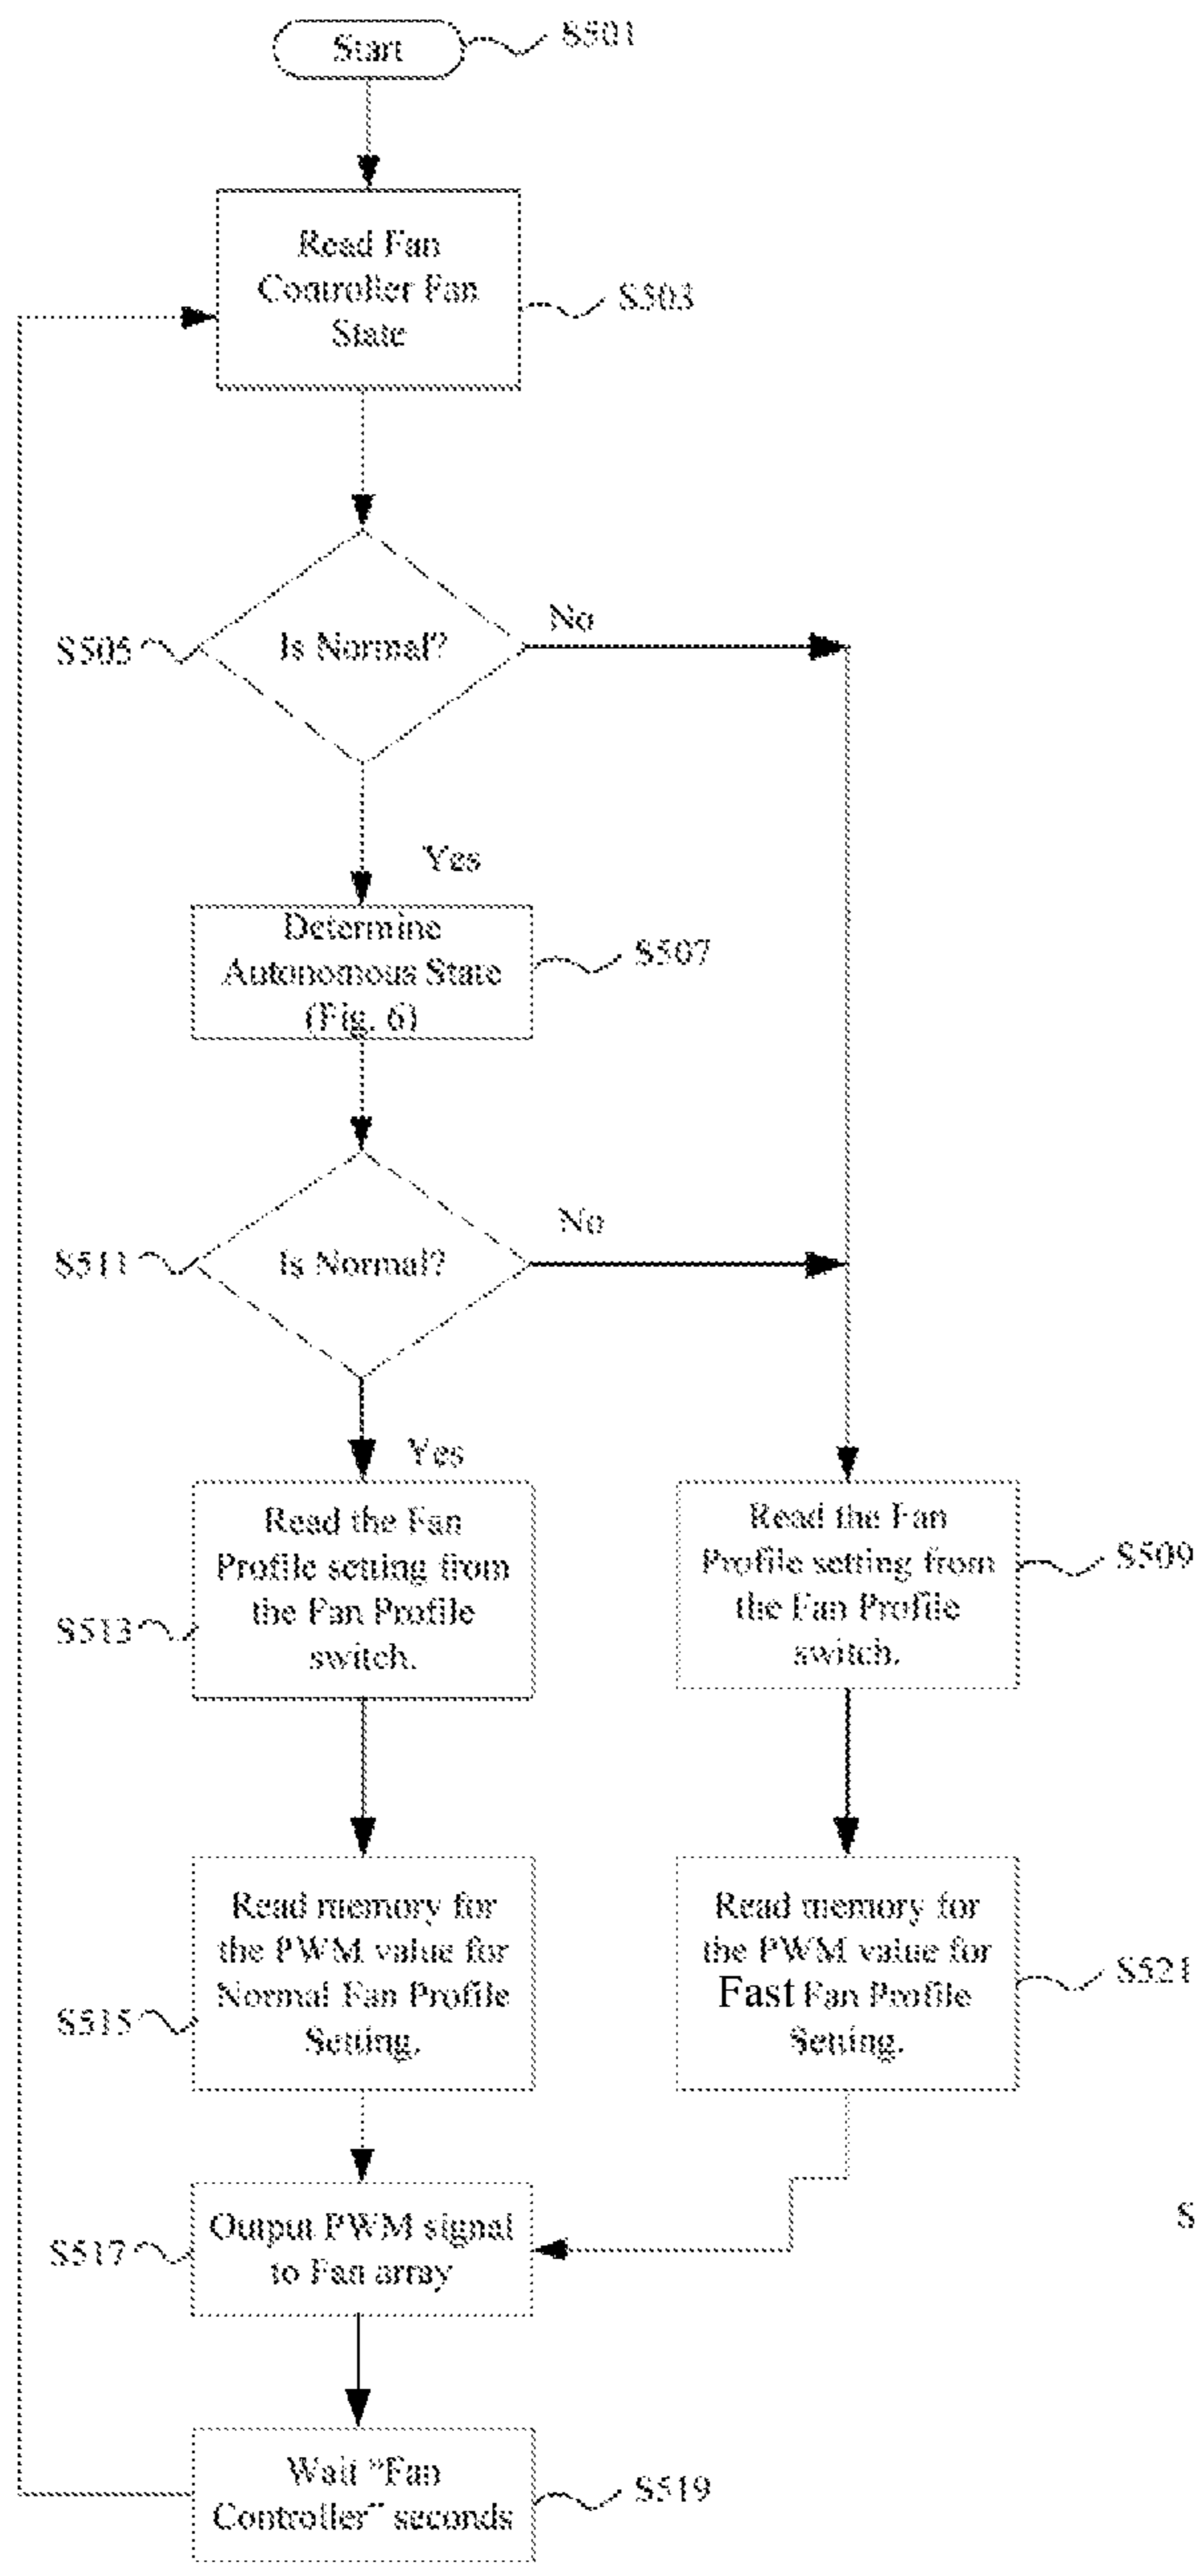 Start
S501
Read Fan
Controller Fan
State
S503
No
S505
Is Normal?
Yes
Determine
Autonomous State
(Fig. 6)
S507
No
S511
Is Normal?
Yes
Read the Fan
Profile setting from
the Fan Profile
switch.
S513
Read the Fan
Profile setting from
the Fan Profile
switch.
S509
Read memory for
the PWM value for
Normal Fan Profile
Setting.
S515
Read memory for
the PWM value for
Fast Fan Profile
Setting.
S521
Output PWM signal
to Fan array
S517
S
Wait "Fan
Controller" seconds
S519